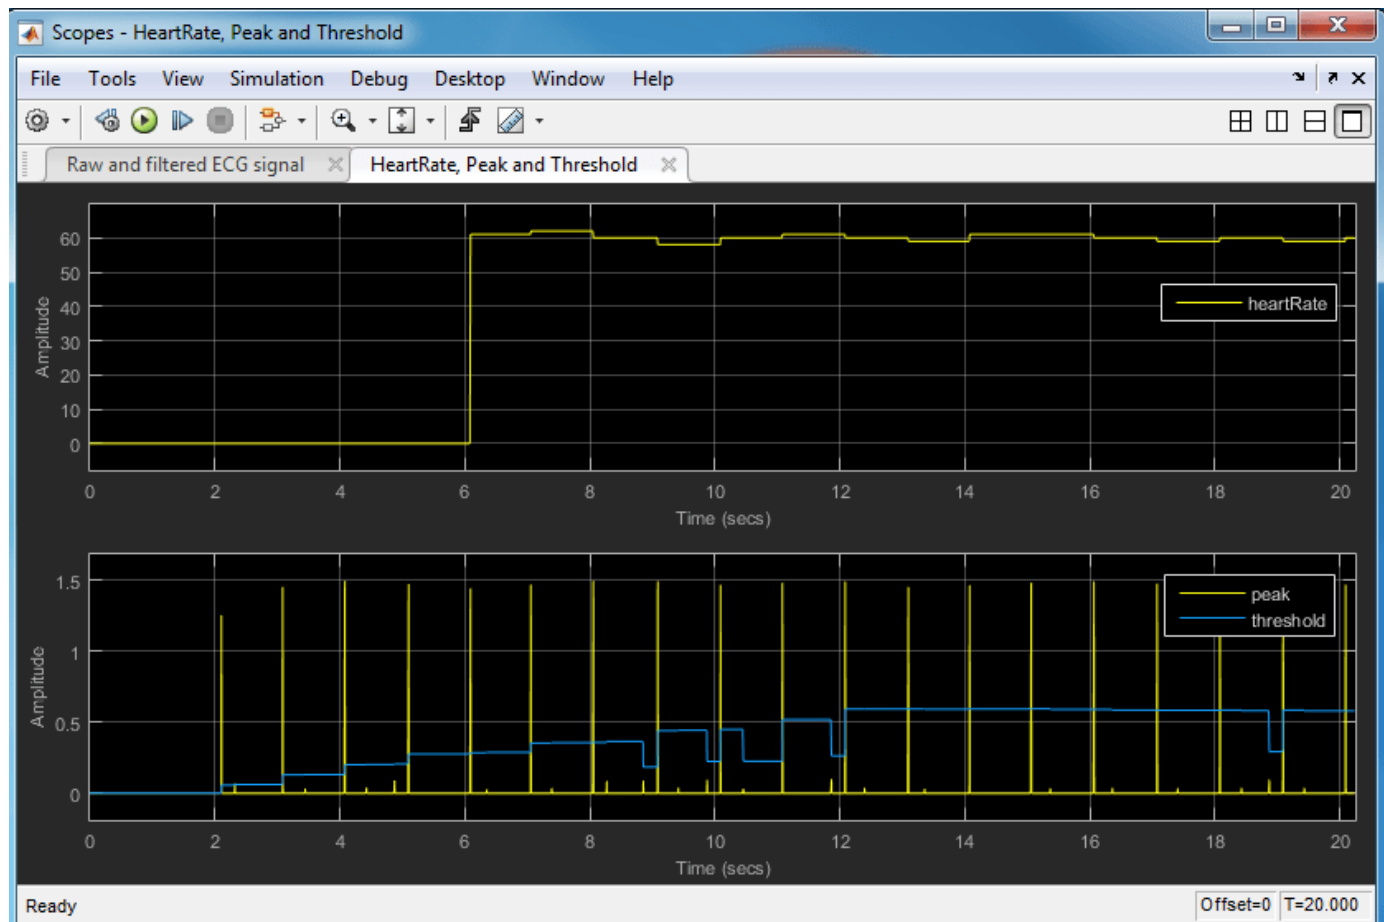 Scopes - HeartRate, Peak and Threshold
File Tools View Simulation Debug Desktop Window Help
Raw and filtered ECG signal HeartRate, Peak and Threshold
60
50
40
30
20
10
0
Amplitude
heartRate
0 2 4 6 8 10 12 14 16 18 20
Time (secs)
1.5
1
0.5
0
Amplitude
peak
threshold
0 2 4 6 8 10 12 14 16 18 20
Time (secs)
Ready Offset=0 T=20.000